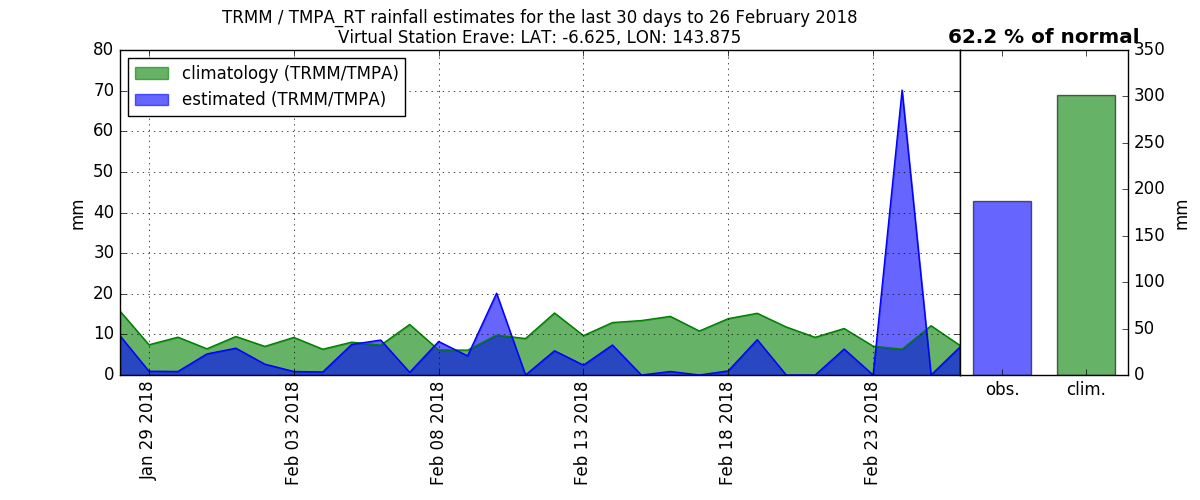 TRMM / TMPA_RT rainfall estimates for the last 30 days to 26 February 2018
Virtual Station Erave: LAT: -6.625, LON: 143.875
62.2 % of normal
climatology (TRMM/TMPA)
estimated (TRMM/TMPA)
80
70
60
50
40
30
20
10
0
mm
Jan 29 2018
Feb 03 2018
Feb 08 2018
Feb 13 2018
Feb 18 2018
Feb 23 2018
obs.
clim.
350
300
250
200
150
100
50
0
mm